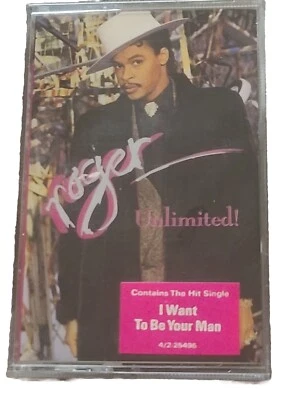 roger
Unlimited!
Contains The Hit Single
I Want
To Be Your Man
4/2-25496